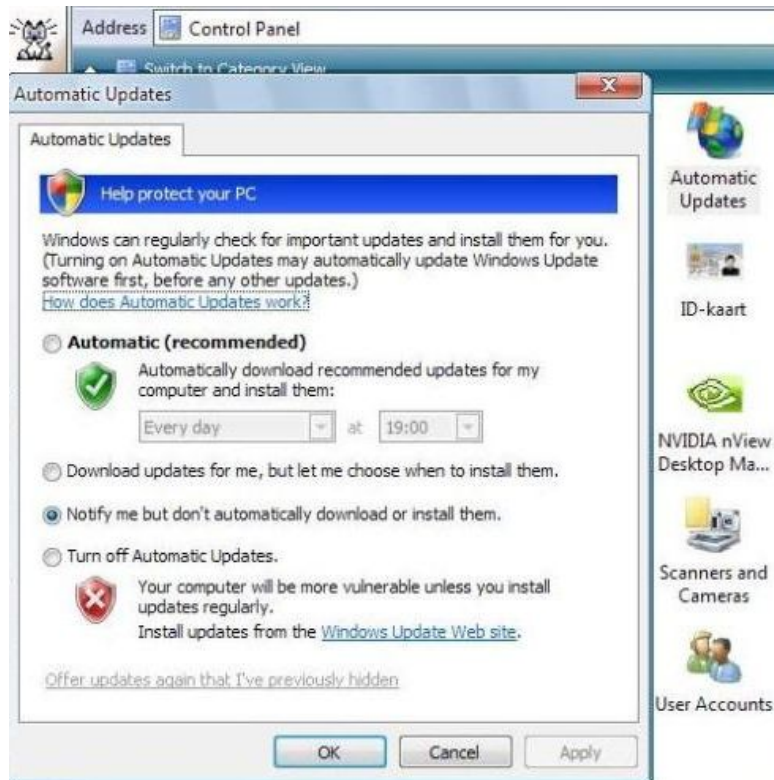 Address Control Panel
Switch to Category View
Automatic Updates
Automatic Updates
Help protect your PC
Windows can regularly check for important updates and install them for you.
(Turning on Automatic Updates may automatically update Windows Update
software first, before any other updates.)
How does Automatic Updates work?
Automatic (recommended)
Automatically download recommended updates for my
computer and install them:
Every day at 19:00
Download updates for me, but let me choose when to install them.
Notify me but don't automatically download or install them.
Turn off Automatic Updates.
Your computer will be more vulnerable unless you install
updates regularly.
Install updates from the Windows Update Web site.
Offer updates again that I've previously hidden
OK Cancel Apply
Automatic
Updates
ID-kaart
NVIDIA nView
Desktop Ma...
Scanners and
Cameras
User Accounts